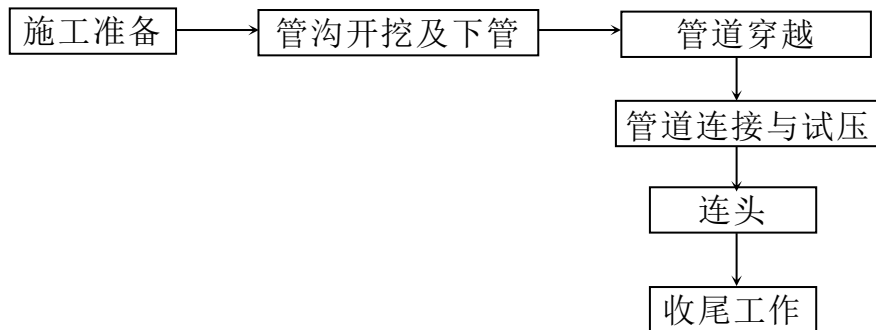 施工准备
管沟开挖及下管
管道穿越
管道连接与试压
连头
收尾工作